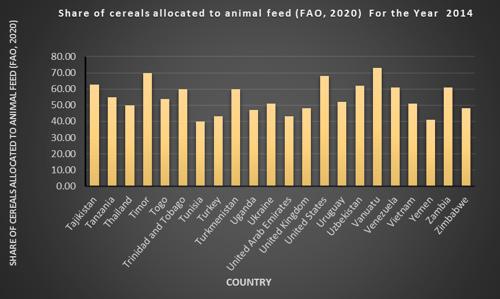 Share of cereals allocated to animal feed (FAO, 2020)  For the Year  2014
SHARE OF CEREALS ALLOCATED TO ANIMAL FEED (FAO, 2020)
80.00
70.00
60.00
50.00
40.00
30.00
20.00
10.00
0.00
Tajikistan
Tanzania
Thailand
Timor
Togo
Trinidad and Tobago
Tunisia
Turkey
Turkmenistan
Uganda
Ukraine
United Arab Emirates
United Kingdom
United States
Uruguay
Uzbekistan
Vanuatu
Venezuela
Vietnam
Yemen
Zambia
Zimbabwe
COUNTRY